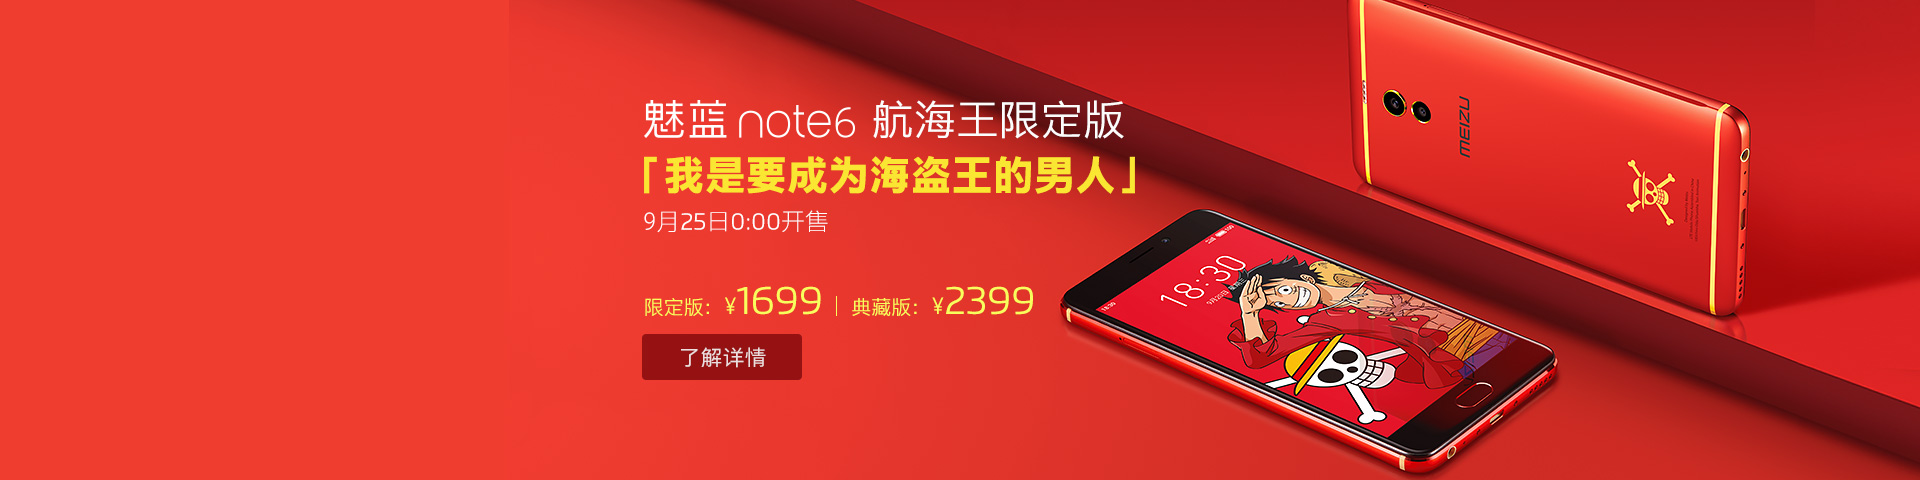 魅蓝 note6 航海王限定版
「我是要成为海盗王的男人」
9月25日0:00开售
限定版：¥1699 | 典藏版：¥2399
了解详情
MEIZU
18:30